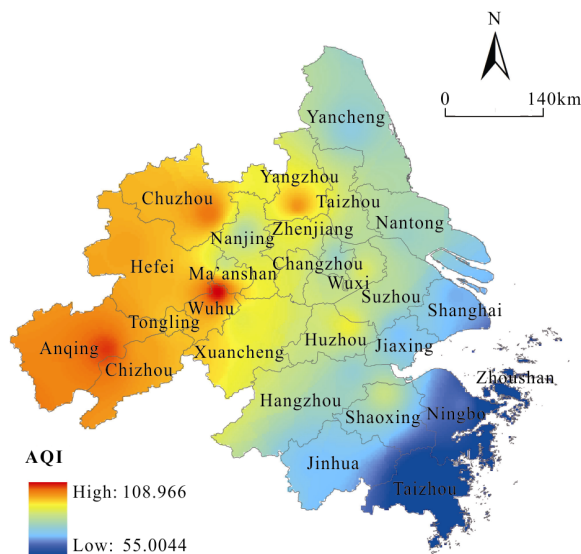 N
0 140km
Yancheng
Yangzhou
Chuzhou
Taizhou
Nantong
Nanjing
Zhenjiang
Hefei
Ma'anshan
Changzhou
Wuxi
Suzhou
Wuhu
Shanghai
Tongling
Anqing
Xuancheng
Huzhou
Jiaxing
Chizhou
Zhoushan
Hangzhou
Shaoxing
Ningbo
Jinhua
Taizhou
AQI
High: 108.966
Low: 55.0044